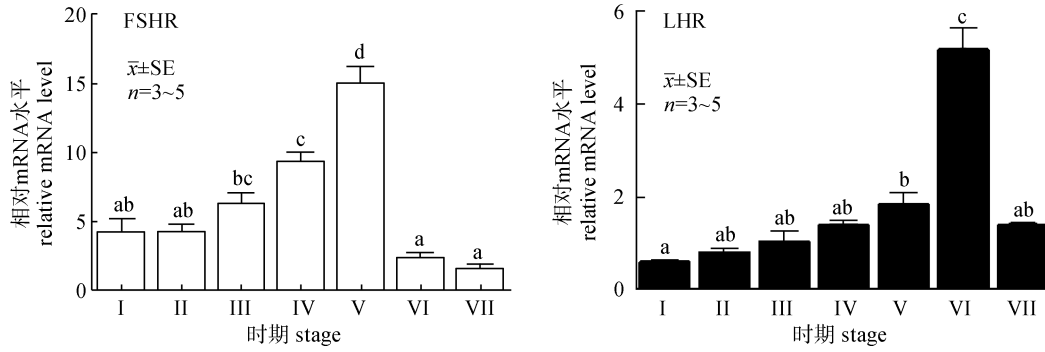 FSHR
x̄±SE
n=3~5
相对mRNA水平
relative mRNA level
20
15
10
5
0
ab
ab
bc
c
d
a
a
I II III IV V VI VII
时期 stage
LHR
x̄±SE
n=3~5
相对mRNA水平
relative mRNA level
6
4
2
0
a
ab
ab
ab
b
c
ab
I II III IV V VI VII
时期 stage